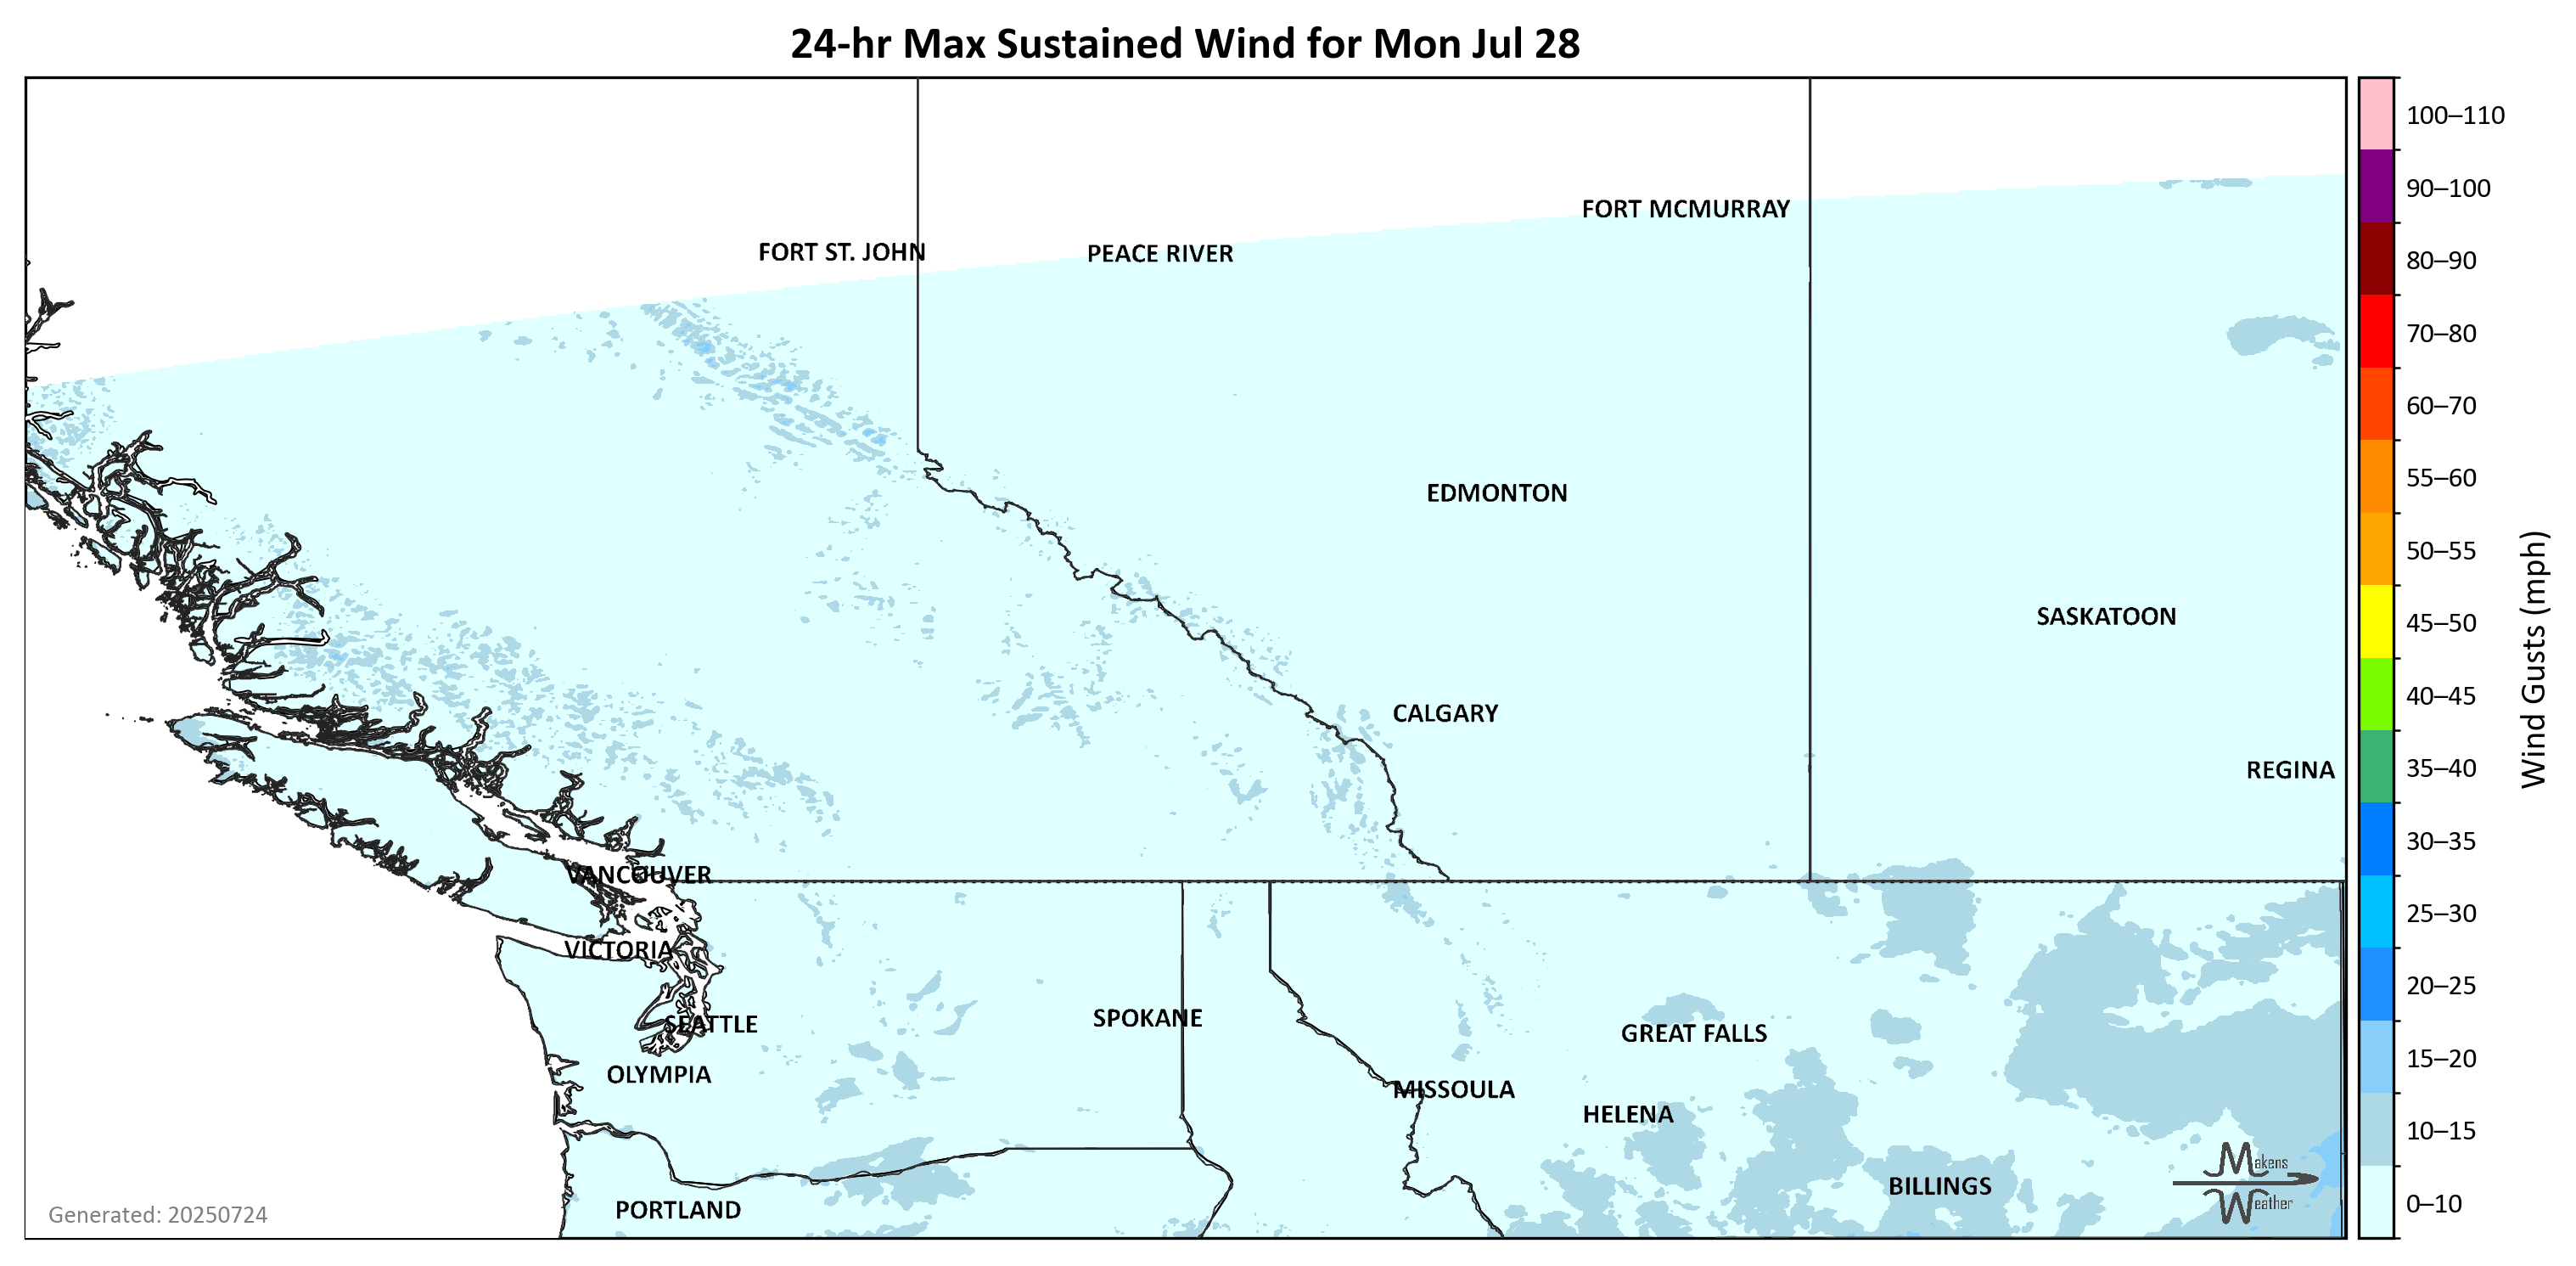 24-hr Max Sustained Wind for Mon Jul 28
100–110
90–100
80–90
70–80
60–70
55–60
50–55
45–50
40–45
35–40
30–35
25–30
20–25
15–20
10–15
0–10
Wind Gusts (mph)
FORT MCMURRAY
FORT ST. JOHN
PEACE RIVER
EDMONTON
SASKATOON
CALGARY
REGINA
VANCOUVER
VICTORIA
SEATTLE
SPOKANE
GREAT FALLS
OLYMPIA
MISSOULA
HELENA
BILLINGS
PORTLAND
Makens
Weather
Generated: 20250724